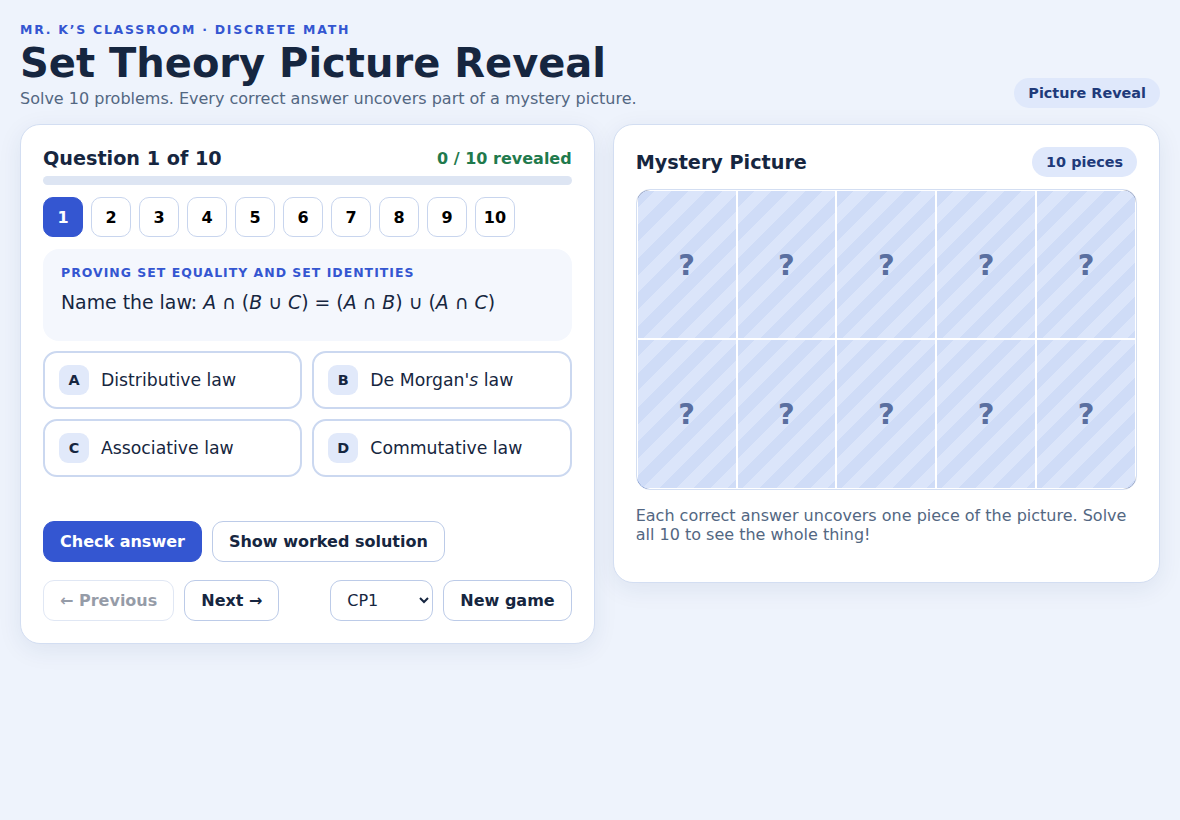 MR. K’S CLASSROOM · DISCRETE MATH
Set Theory Picture Reveal
Solve 10 problems. Every correct answer uncovers part of a mystery picture.
Picture Reveal
Question 1 of 10
0 / 10 revealed
1 2 3 4 5 6 7 8 9 10
PROVING SET EQUALITY AND SET IDENTITIES
Name the law: A ∩ (B ∪ C) = (A ∩ B) ∪ (A ∩ C)
A Distributive law
B De Morgan's law
C Associative law
D Commutative law
Check answer
Show worked solution
← Previous
Next →
CP1
New game
Mystery Picture
10 pieces
? ? ? ? ?
? ? ? ? ?
Each correct answer uncovers one piece of the picture. Solve
all 10 to see the whole thing!